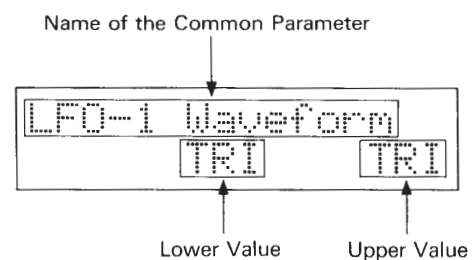 Name of the Common Parameter
LFO-1 Waveform
TRI TRI
Lower Value Upper Value